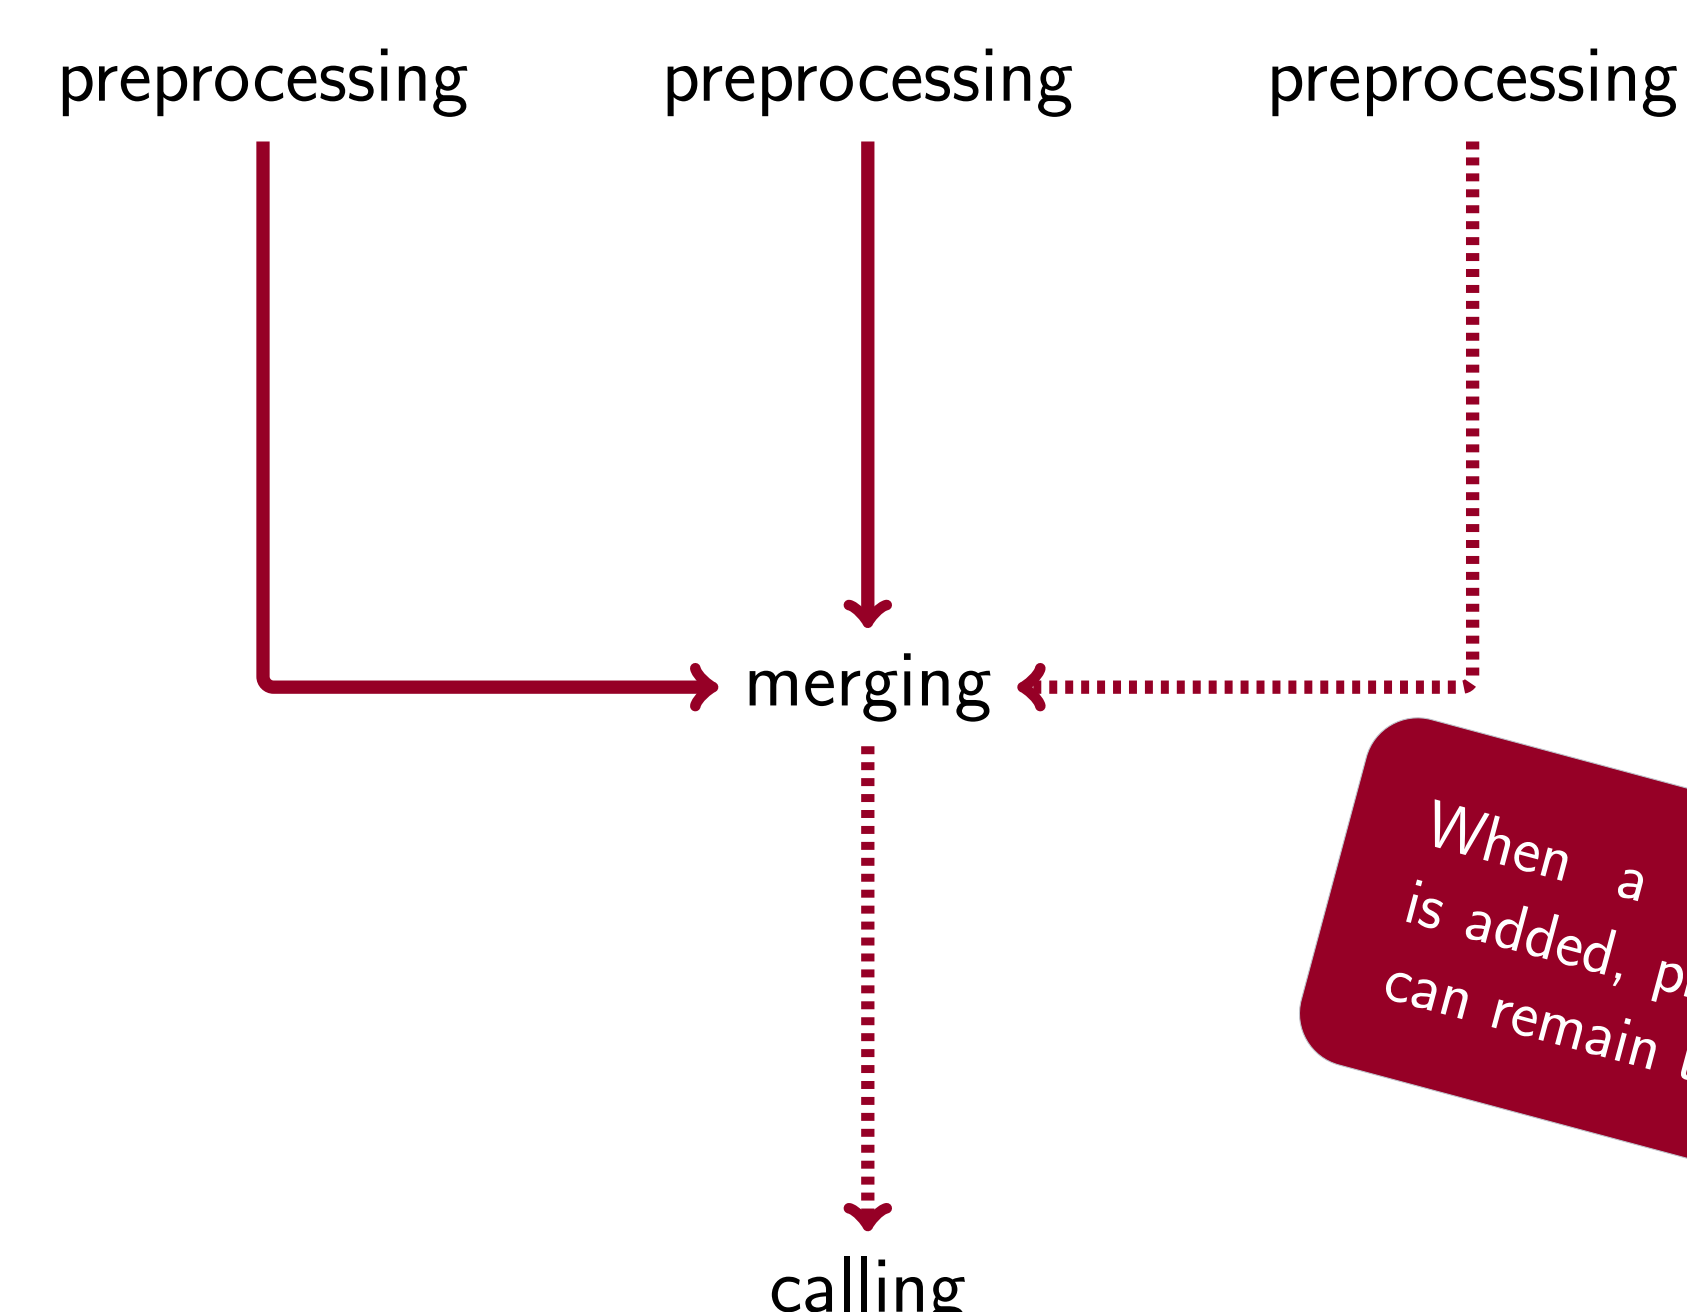 preprocessing preprocessing preprocessing
merging
When a
is added,
can remain
calling